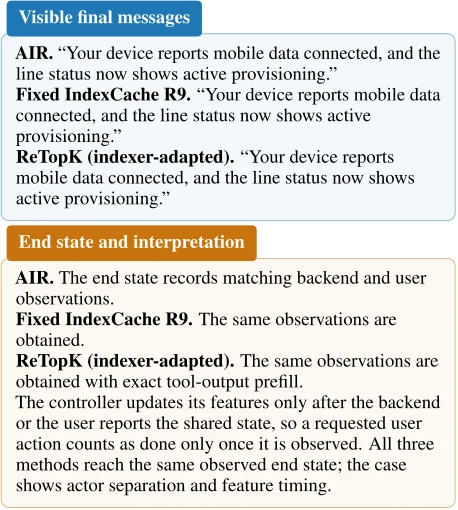 Visible final messages
AIR. “Your device reports mobile data connected, and the
line status now shows active provisioning.”
Fixed IndexCache R9. “Your device reports mobile data
connected, and the line status now shows active
provisioning.”
ReTopK (indexer-adapted). “Your device reports
mobile data connected, and the line status now shows
active provisioning.”
End state and interpretation
AIR. The end state records matching backend and user
observations.
Fixed IndexCache R9. The same observations are
obtained.
ReTopK (indexer-adapted). The same observations are
obtained with exact tool-output prefill.
The controller updates its features only after the backend
or the user reports the shared state, so a requested user
action counts as done only once it is observed. All three
methods reach the same observed end state; the case
shows actor separation and feature timing.